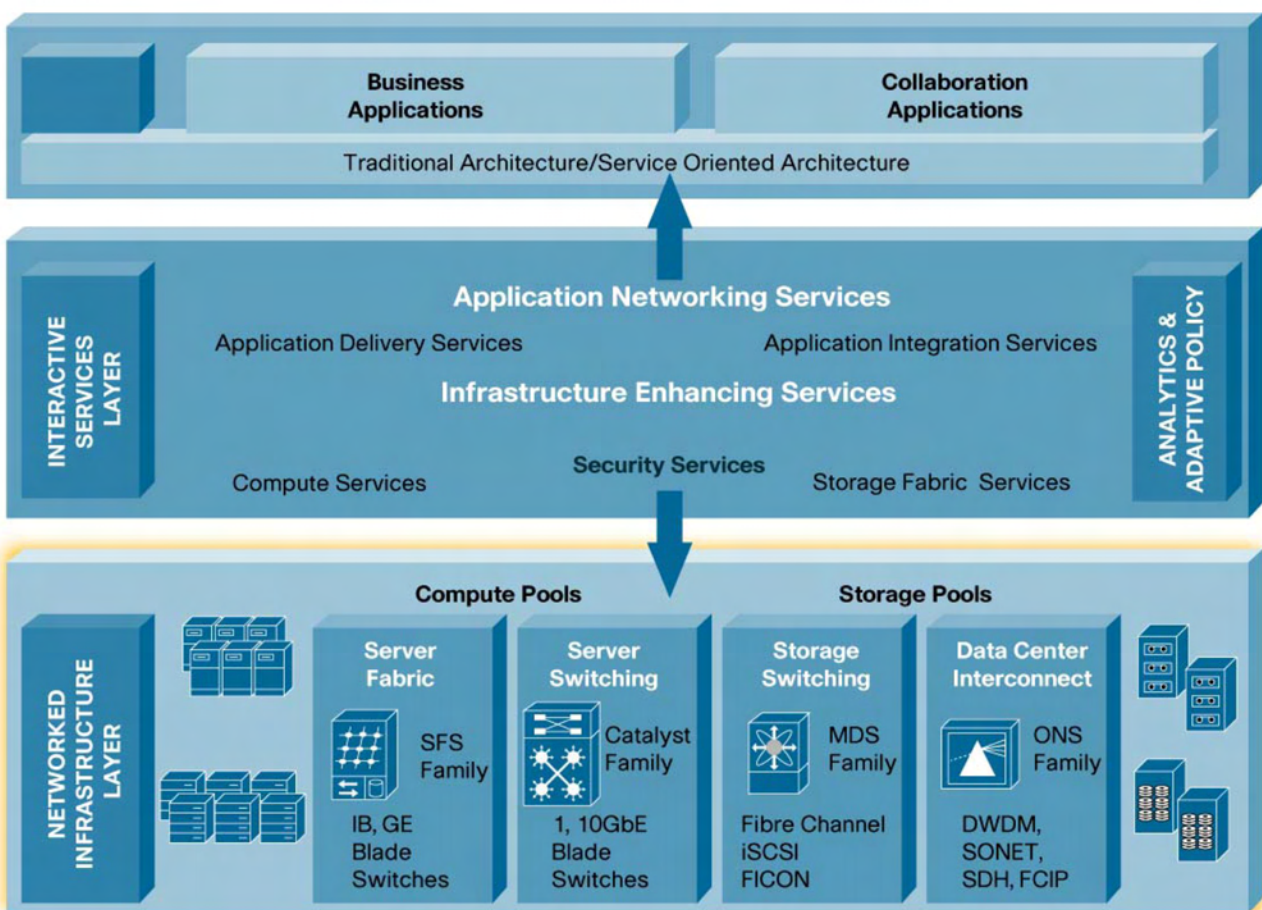 Business
Applications
Collaboration
Applications
Traditional Architecture/Service Oriented Architecture
INTERACTIVE
SERVICES
LAYER
Application Networking Services
Application Delivery Services
Application Integration Services
Infrastructure Enhancing Services
Security Services
Compute Services
Storage Fabric Services
ANALYTICS &
ADAPTIVE POLICY
NETWORKED
INFRASTRUCTURE
LAYER
Compute Pools
Storage Pools
Server
Fabric
SFS
Family
IB, GE
Blade
Switches
Server
Switching
Catalyst
Family
1, 10GbE
Blade
Switches
Storage
Switching
MDS
Family
Fibre Channel
iSCSI
FICON
Data Center
Interconnect
ONS
Family
DWDM,
SONET,
SDH, FCIP